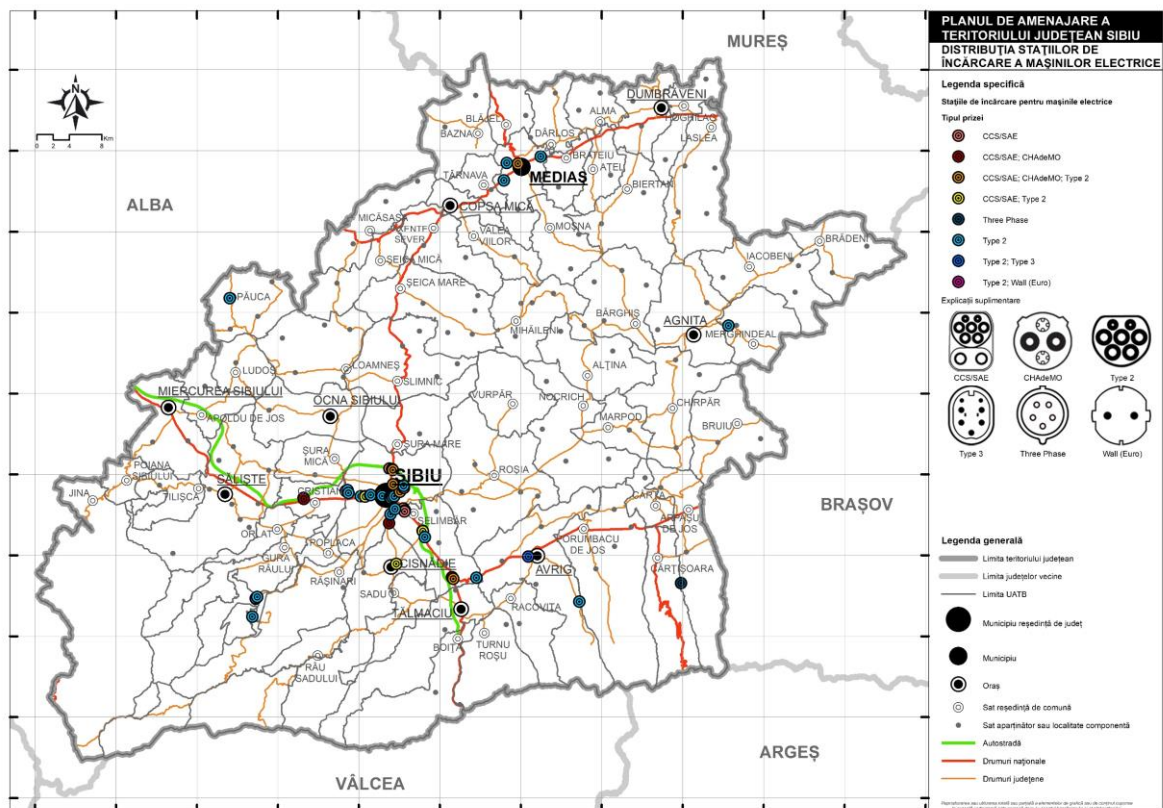 PLANUL DE AMENAJARE A
TERITORIULUI JUDEȚEAN SIBIU
DISTRIBUȚIA STAȚIILOR DE
ÎNCĂRCARE A MAȘINILOR ELECTRICE
Legenda specifică
Stațiile de încărcare pentru mașinile electrice
Tipul prizei
CCS/SAE
CCS/SAE; CHAdeMO
CCS/SAE; CHAdeMO; Type 2
CCS/SAE; Type 2
Three Phase
Type 2
Type 2; Type 3
Type 2; Wall (Euro)
Explicații suplimentare
CCS/SAE
CHAdeMO
Type 2
Type 3
Three Phase
Wall (Euro)
Legenda generală
Limita teritoriului județean
Limita județelor vecine
Limita UATB
Municipiu reședință de județ
Municipiu
Oraș
Sat reședință de comună
Sat aparținător sau localitate componentă
Autostradă
Drumuri naționale
Drumuri județene
N
0 2 4 8
Km
MUREȘ
ALBA
BRAȘOV
ARGEȘ
VÂLCEA
DUMBRĂVENI
HOGHILAG
ALMA
LASLEA
BLĂJEL
BAZNA
DÂRLOS
BRATEIU
ATEL
MEDIAȘ
TÂRNAVA
BIERTAN
COPȘA MICĂ
MICĂSASA
SEVER
VALEA
VIILOR
MOȘNA
BRĂDENI
IACOBENI
ȘEICA MICĂ
ȘEICA MARE
PĂUCA
MIHĂILENI
BÂRGHIȘ
AGNITA
MERGHINDEAL
LUDOȘ
LOAMNEȘ
SLIMNIC
ALȚINA
MIERCUREA SIBIULUI
OCNA SIBIULUI
VURPĂR
NOCRICH
CHIRPĂR
APOLDU DE JOS
MARPOD
BRUIU
ȘURA MARE
ȘURA
MICĂ
SIBIU
POIANA
SIBIULUI
JINA
TILIȘCA
SĂLIȘTE
CRISTIAN
ROȘIA
ȘELIMBĂR
CÂRȚA
ARPAȘU
DE JOS
ORLAT
POPLACA
GURA
RÂULUI
RĂȘINARI
CISNĂDIE
PORUMBACU
DE JOS
AVRIG
CÂRȚIȘOARA
SADU
TĂLMACIU
RACOVIȚA
BOIȚA
TURNU
ROȘU
RÂU
SADULUI